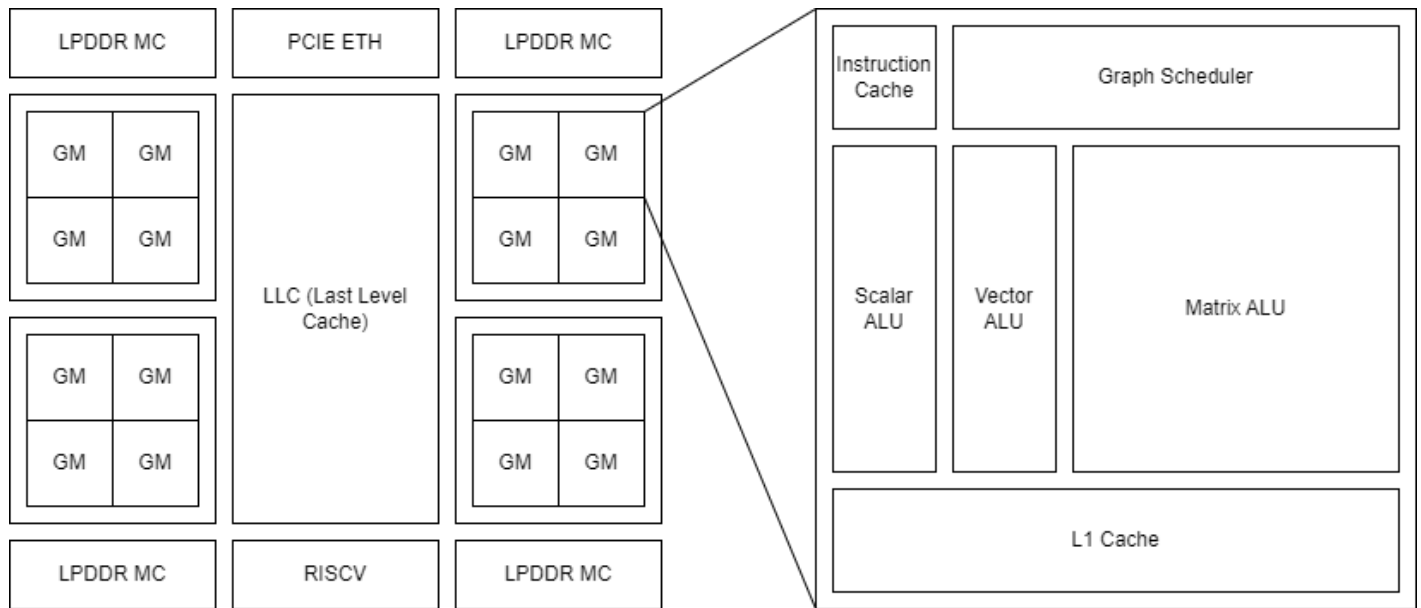 LPDDR MC
PCIE ETH
LPDDR MC
GM GM
GM GM
GM GM
GM GM
LLC (Last Level
Cache)
GM GM
GM GM
GM GM
GM GM
LPDDR MC
RISCV
LPDDR MC
Instruction
Cache
Graph Scheduler
Scalar
ALU
Vector
ALU
Matrix ALU
L1 Cache